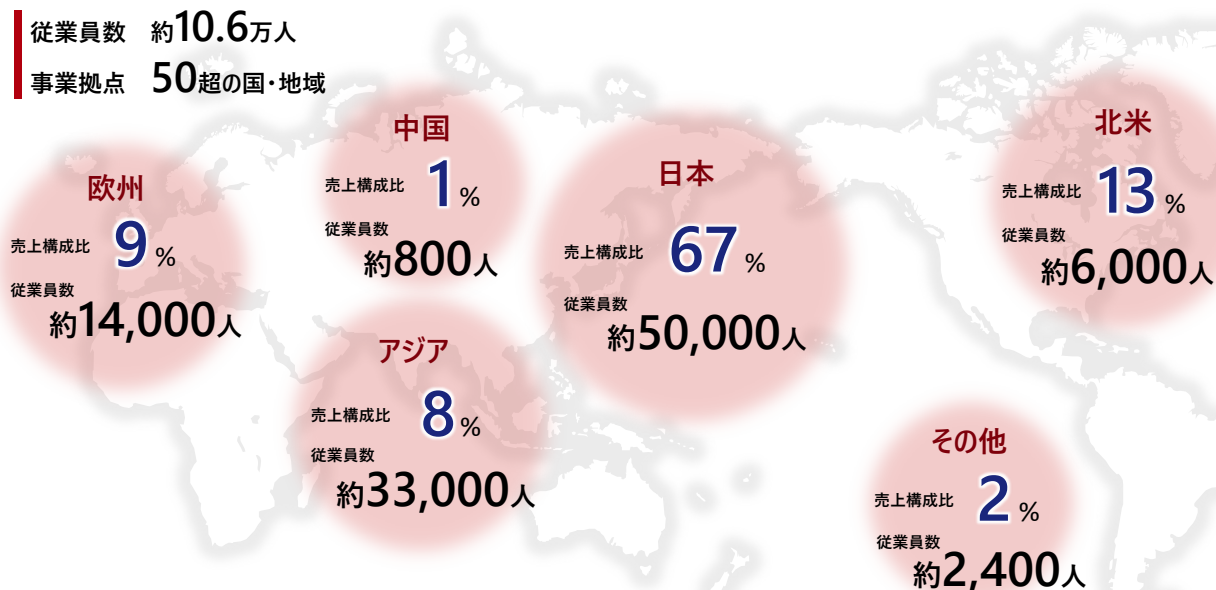 従業員数 約10.6万人
事業拠点 50超の国・地域
欧州
売上構成比 9%
従業員数
約14,000人
中国
売上構成比 1%
従業員数
約800人
アジア
売上構成比 8%
従業員数
約33,000人
日本
売上構成比 67%
従業員数
約50,000人
北米
売上構成比 13%
従業員数
約6,000人
その他
売上構成比 2%
従業員数
約2,400人